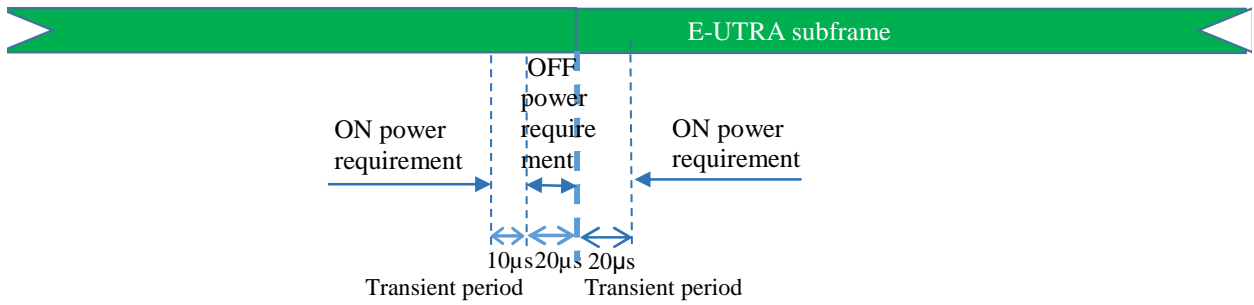 E-UTRA subframe
OFF
power
require
ment
ON power
requirement
ON power
requirement
10µs 20µs 20µs
Transient period Transient period